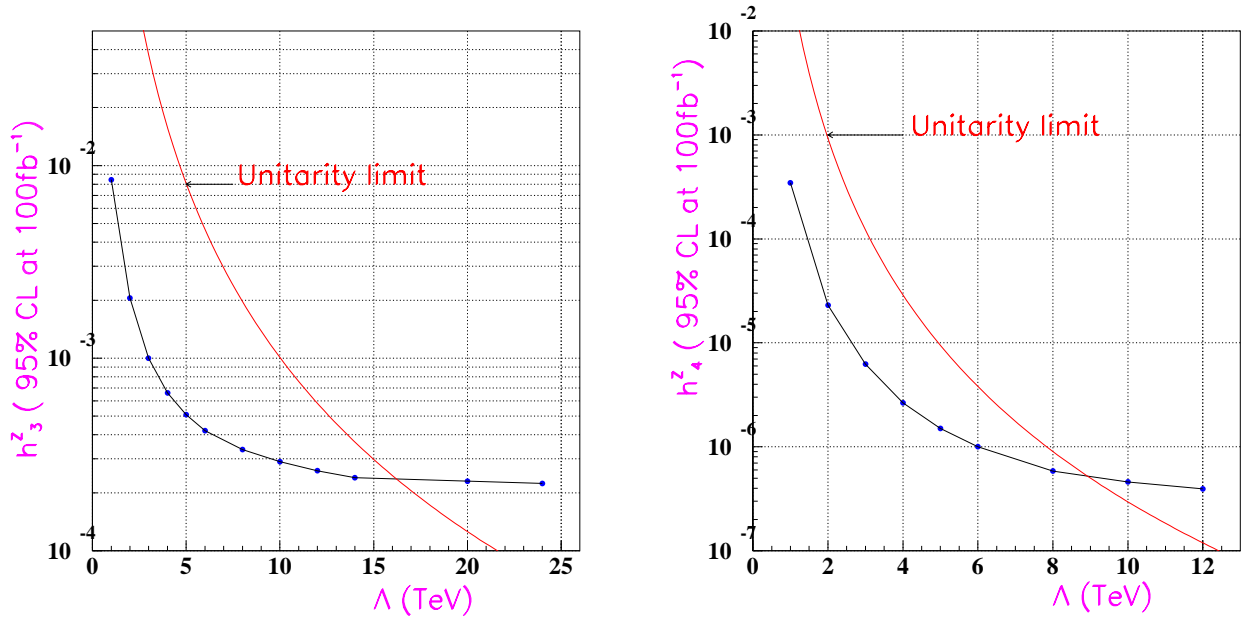 h^z_3 ( 95% CL at 100fb^-1)
10^-2
10^-3
10^-4
Unitarity limit
0 5 10 15 20 25
Λ (TeV)
h^z_4 ( 95% CL at 100fb^-1)
10^-2
10^-3
10^-4
10^-5
10^-6
10^-7
Unitarity limit
0 2 4 6 8 10 12
Λ (TeV)